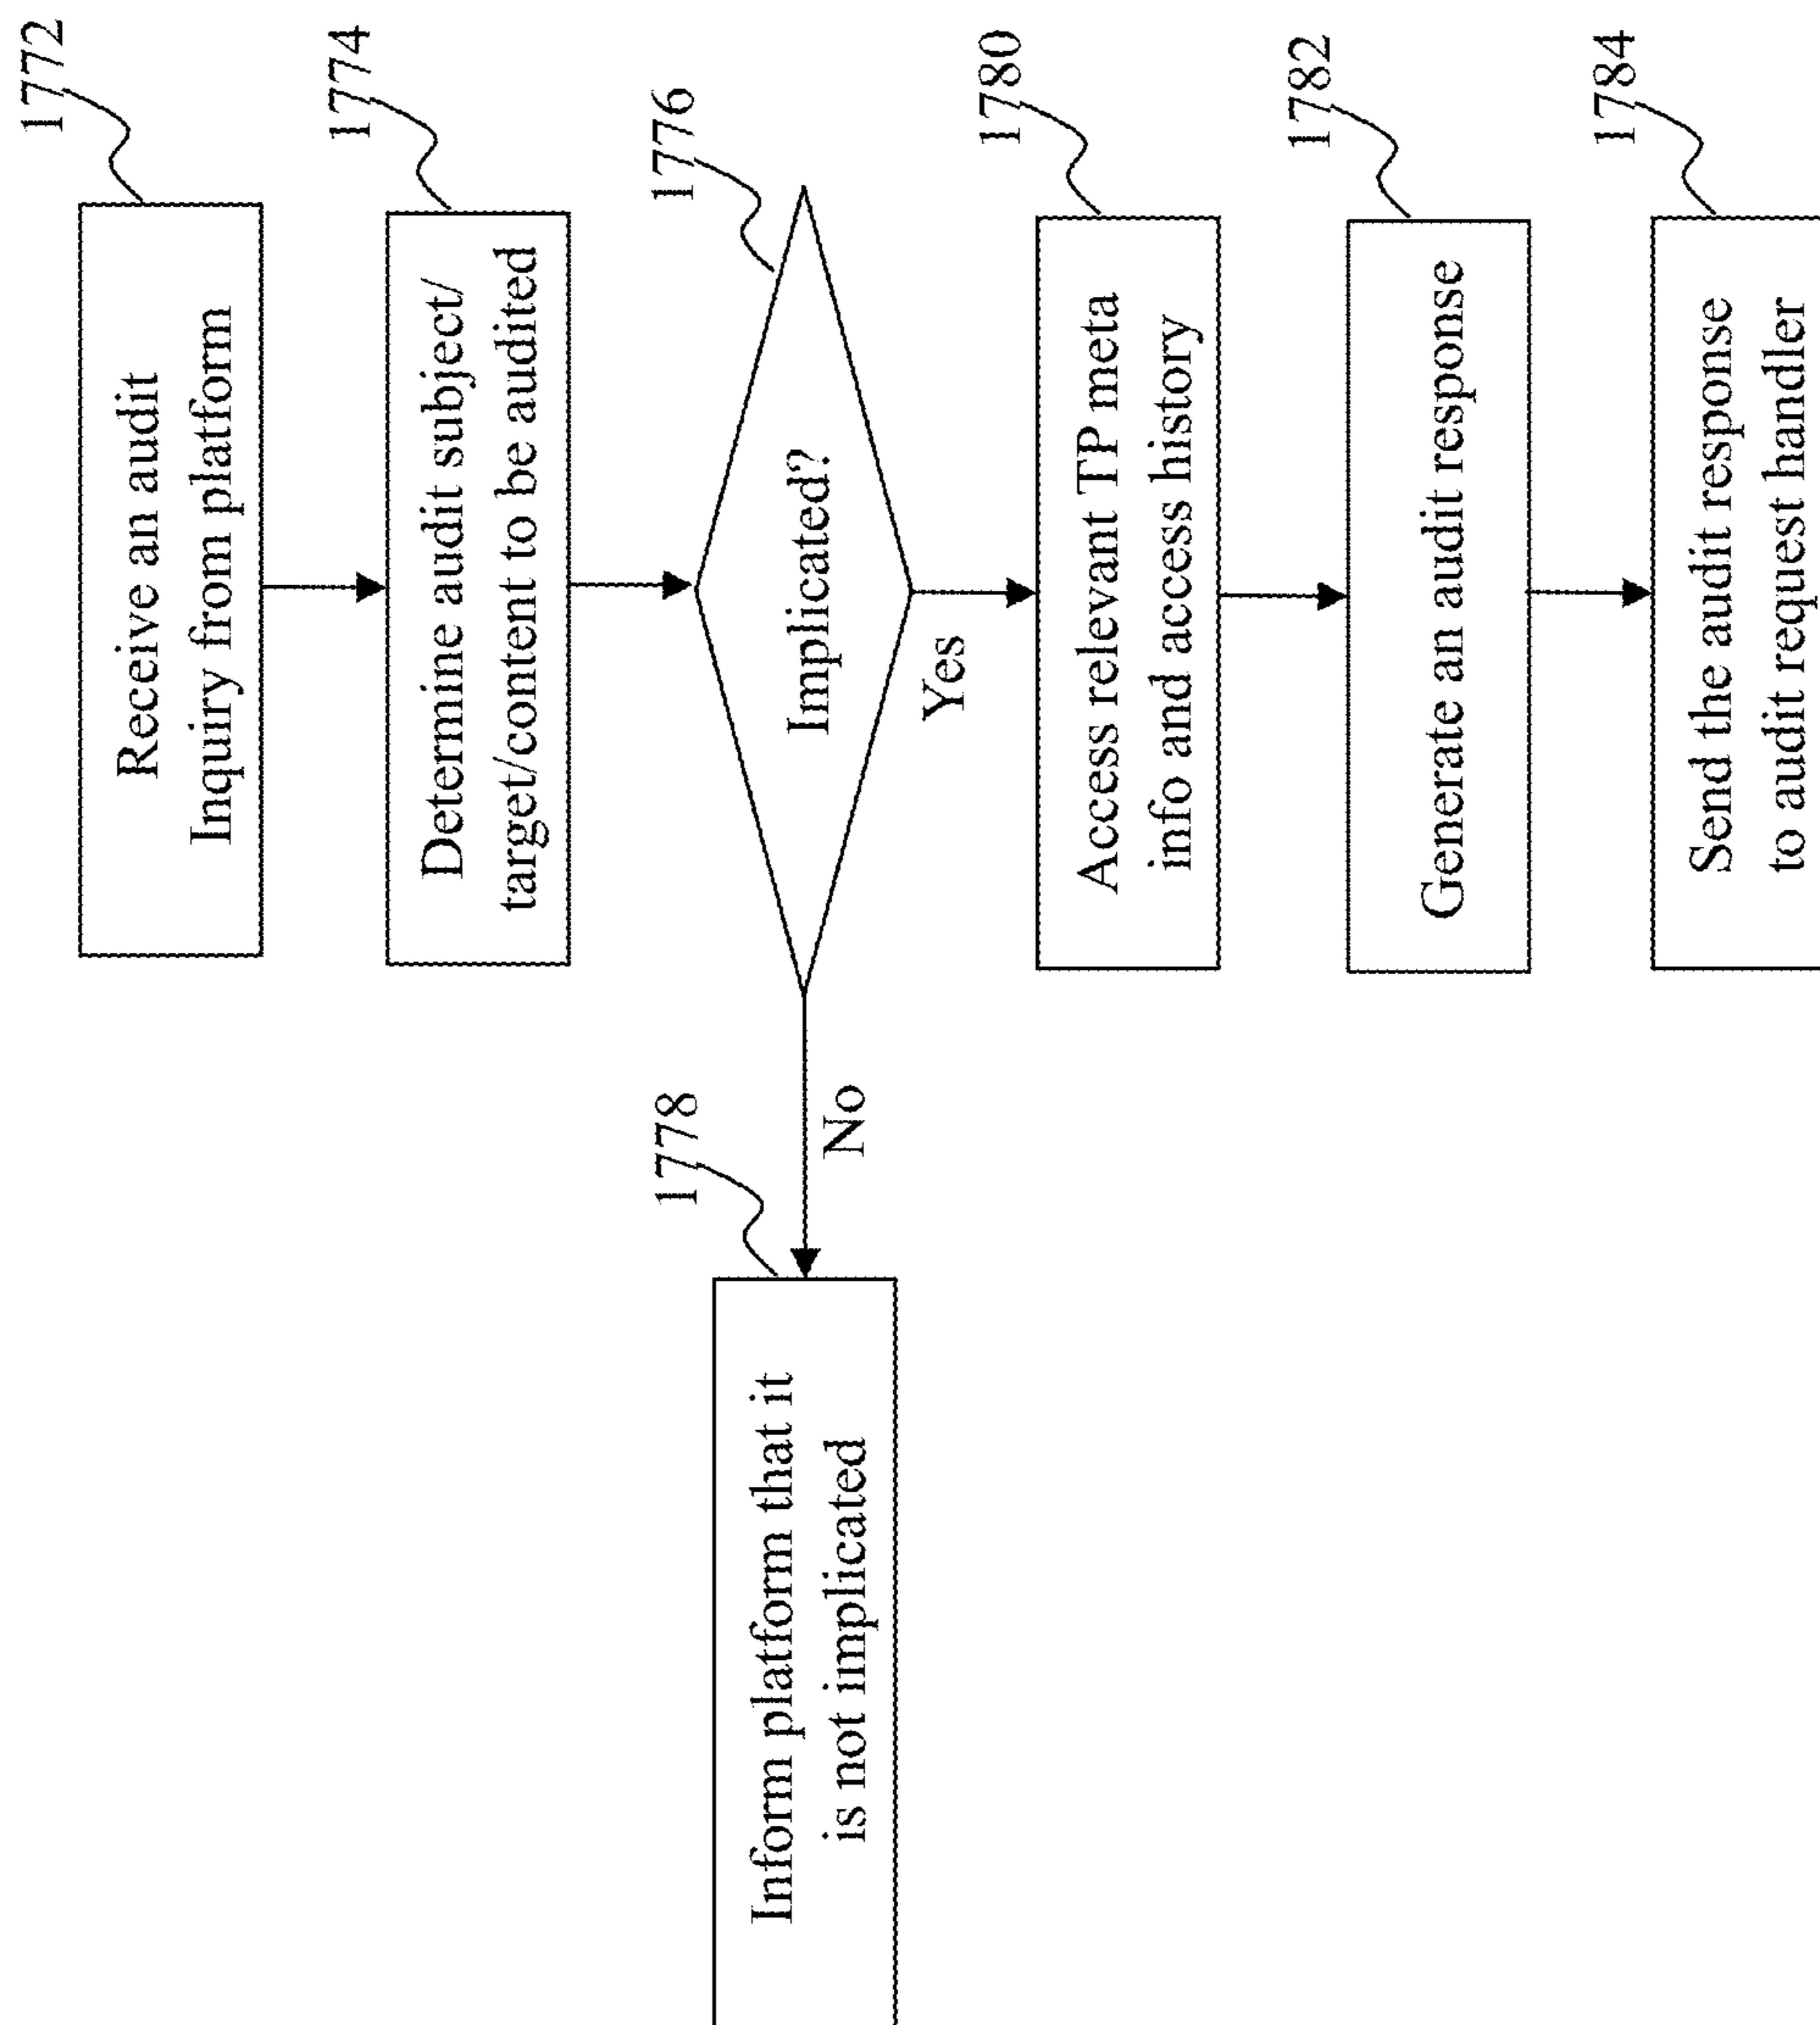 1772
Receive an audit
Inquiry from platform
1774
Determine audit subject/
target/content to be audited
1776
Implicated?
No
1778
Inform platform that it
is not implicated
Yes
1780
Access relevant TP meta
info and access history
1782
Generate an audit response
1784
Send the audit response
to audit request handler